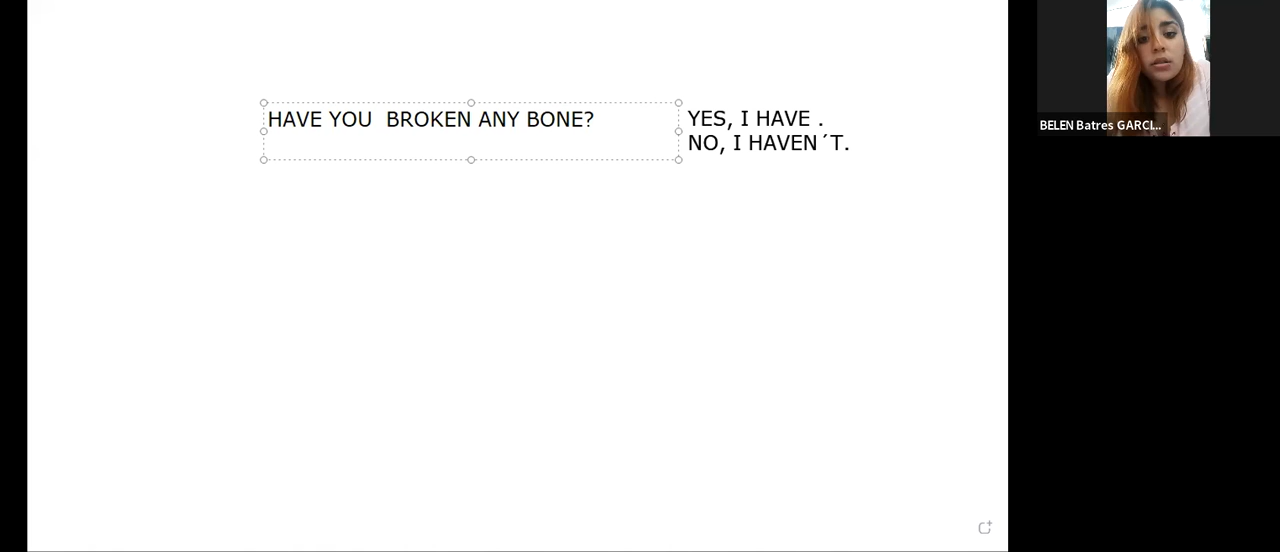 HAVE YOU  BROKEN ANY BONE?
YES, I HAVE .
NO, I HAVEN´T.
BELEN Batres GARCI...